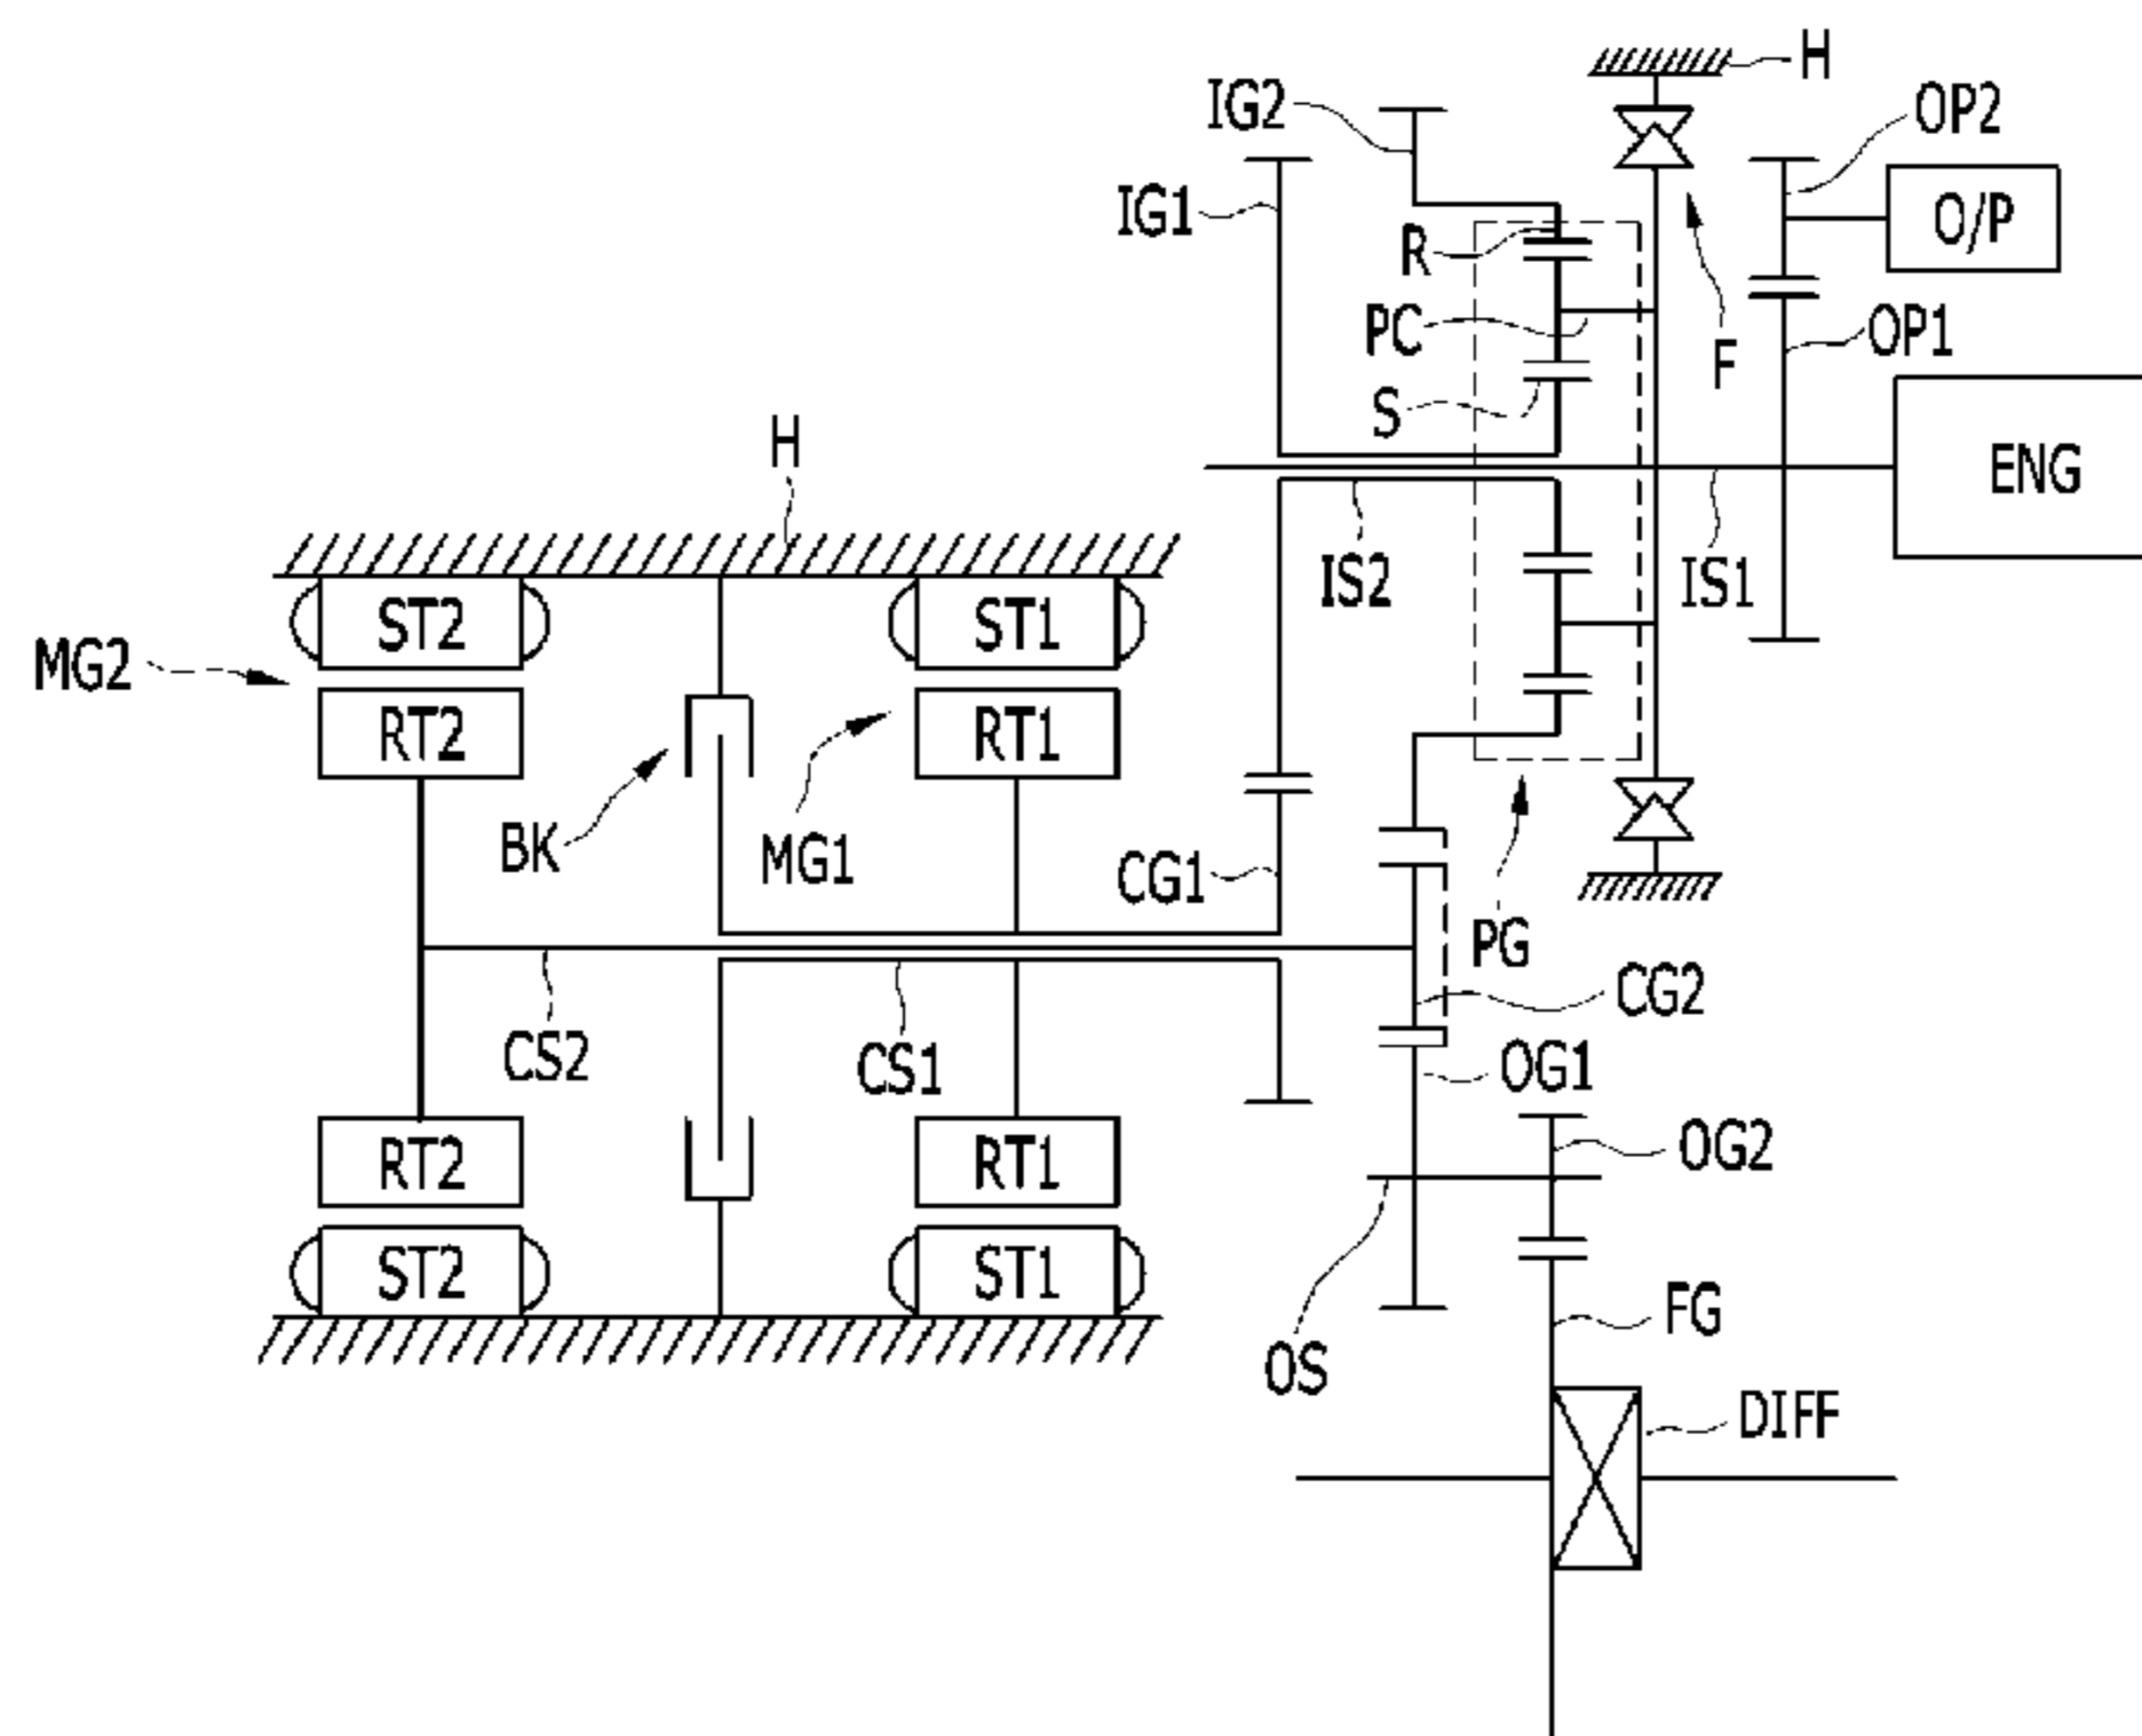 H
IG2
OP2
IG1
O/P
R
PC
OP1
F
S
H
ENG
IS2
IS1
ST2
ST1
MG2
RT2
RT1
BK
MG1
CG1
PG
CG2
CS2
CS1
OG1
OG2
RT2
RT1
ST2
ST1
FG
OS
DIFF